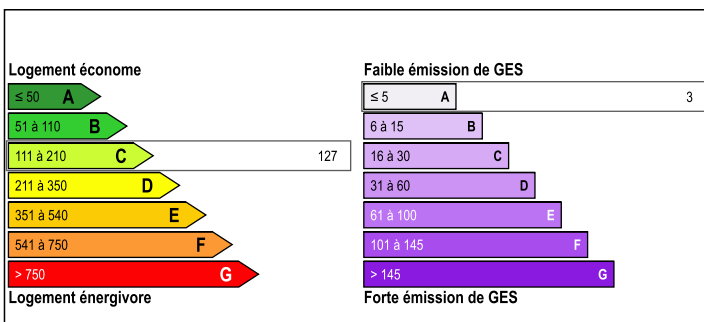 Logement économe
≤ 50 A
51 à 110 B
111 à 210 C 127
211 à 350 D
351 à 540 E
541 à 750 F
> 750 G
Logement énergivore
Faible émission de GES
≤ 5 A 3
6 à 15 B
16 à 30 C
31 à 60 D
61 à 100 E
101 à 145 F
> 145 G
Forte émission de GES